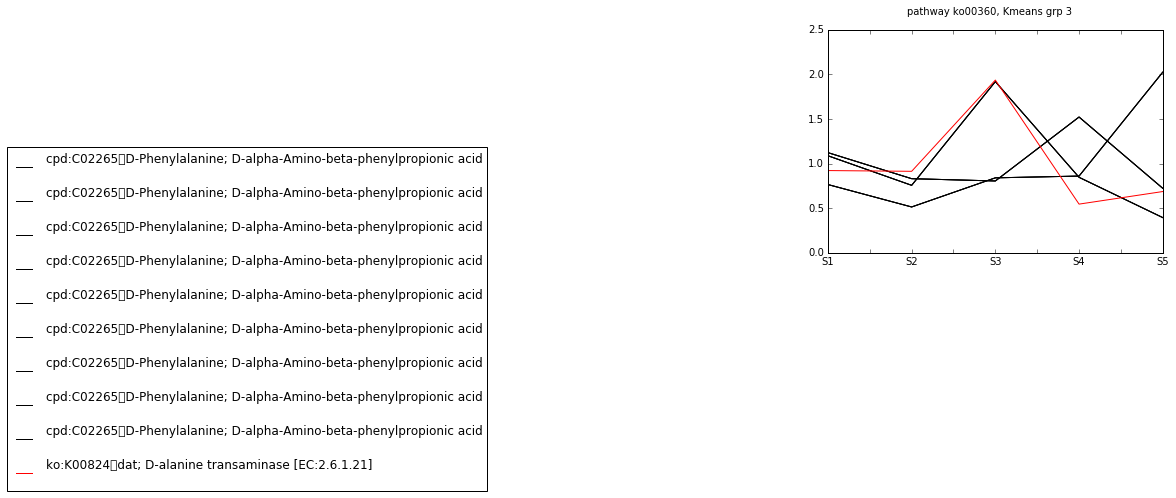 pathway ko00360, Kmeans grp 3
2.5
2.0
1.5
1.0
0.5
0.0
S1 S2 S3 S4 S5
cpd:C02265▯D-Phenylalanine; D-alpha-Amino-beta-phenylpropionic acid
cpd:C02265▯D-Phenylalanine; D-alpha-Amino-beta-phenylpropionic acid
cpd:C02265▯D-Phenylalanine; D-alpha-Amino-beta-phenylpropionic acid
cpd:C02265▯D-Phenylalanine; D-alpha-Amino-beta-phenylpropionic acid
cpd:C02265▯D-Phenylalanine; D-alpha-Amino-beta-phenylpropionic acid
cpd:C02265▯D-Phenylalanine; D-alpha-Amino-beta-phenylpropionic acid
cpd:C02265▯D-Phenylalanine; D-alpha-Amino-beta-phenylpropionic acid
cpd:C02265▯D-Phenylalanine; D-alpha-Amino-beta-phenylpropionic acid
cpd:C02265▯D-Phenylalanine; D-alpha-Amino-beta-phenylpropionic acid
ko:K00824▯dat; D-alanine transaminase [EC:2.6.1.21]